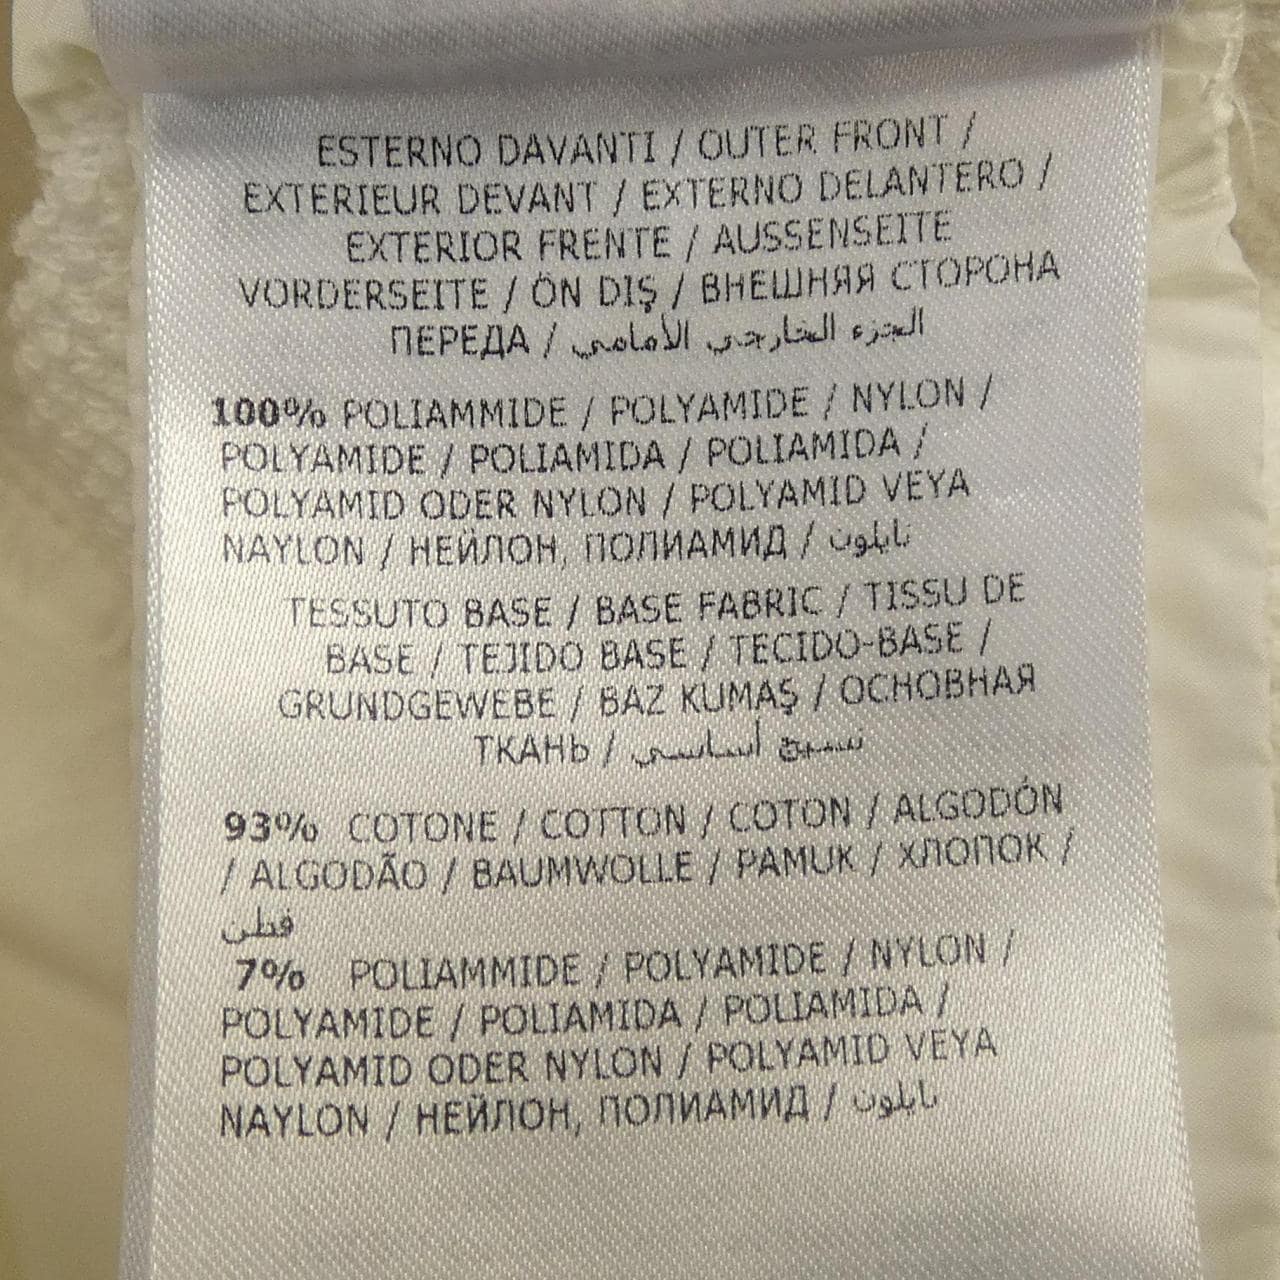 ESTERNO DAVANTI / OUTER FRONT /
EXTERIEUR DEVANT / EXTERNO DELANTERO /
EXTERIOR FRENTE / AUSSENSEITE
VORDERSEITE / ÖN DIŞ / ВНЕШНЯЯ СТОРОНА
ПЕРЕДА / الجزء الخارجي الأمامي
100% POLIAMMIDE / POLYAMIDE / NYLON /
POLYAMIDE / POLIAMIDA / POLIAMIDA /
POLYAMID ODER NYLON / POLYAMID VEYA
NAYLON / НЕЙЛОН, ПОЛИАМИД / نايلون
TESSUTO BASE / BASE FABRIC / TISSU DE
BASE / TEJIDO BASE / TECIDO-BASE /
GRUNDGEWEBE / BAZ KUMAŞ / ОСНОВНАЯ
ТКАНЬ / نسيج أساسي
93% COTONE / COTTON / COTON / ALGODÓN
/ ALGODÃO / BAUMWOLLE / PAMUK / ХЛОПОК /
قطن
7% POLIAMMIDE / POLYAMIDE / NYLON /
POLYAMIDE / POLIAMIDA / POLIAMIDA /
POLYAMID ODER NYLON / POLYAMID VEYA
NAYLON / НЕЙЛОН, ПОЛИАМИД / نايلون